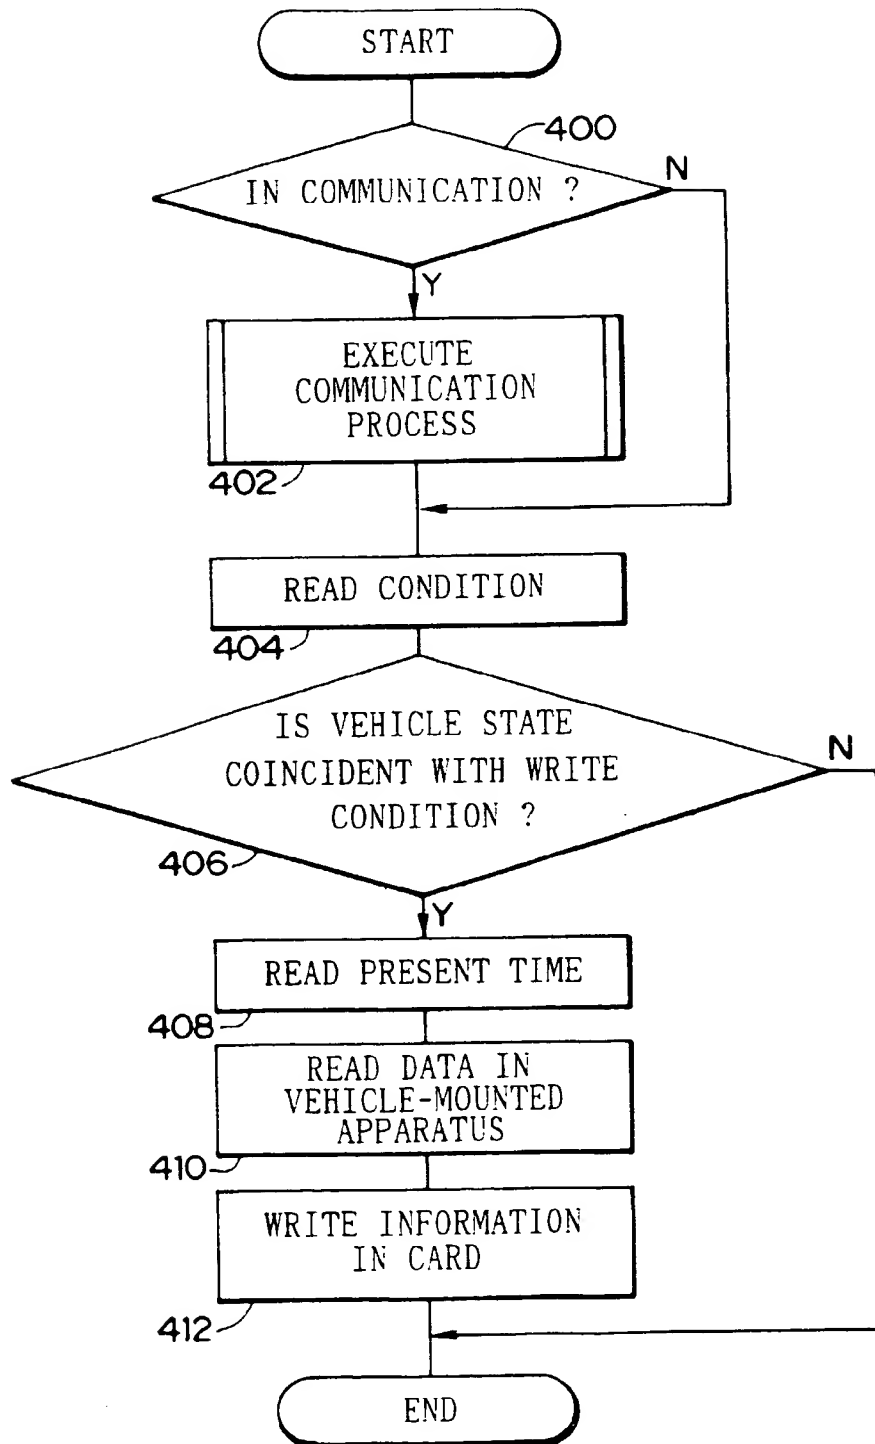 START
400
IN COMMUNICATION ?
N
Y
EXECUTE
COMMUNICATION
PROCESS
402
READ CONDITION
404
IS VEHICLE STATE
COINCIDENT WITH WRITE
CONDITION ?
N
406
Y
READ PRESENT TIME
408
READ DATA IN
VEHICLE-MOUNTED
APPARATUS
410
WRITE INFORMATION
IN CARD
412
END